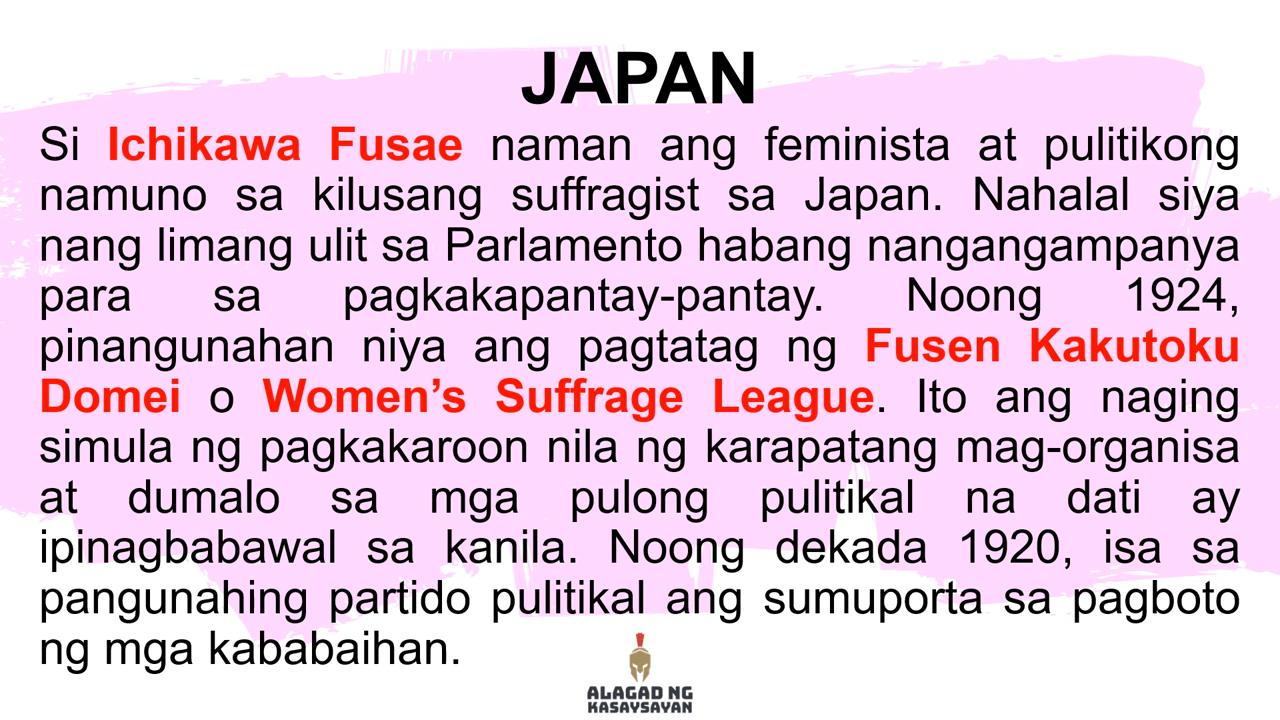 JAPAN
Si Ichikawa Fusae naman ang feminista at pulitikong
namuno sa kilusang suffragist sa Japan. Nahalal siya
nang limang ulit sa Parlamento habang nangangampanya
para sa pagkakapantay-pantay. Noong 1924,
pinangunahan niya ang pagtatag ng Fusen Kakutoku
Domei o Women’s Suffrage League. Ito ang naging
simula ng pagkakaroon nila ng karapatang mag-organisa
at dumalo sa mga pulong pulitikal na dati ay
ipinagbabawal sa kanila. Noong dekada 1920, isa sa
pangunahing partido pulitikal ang sumuporta sa pagboto
ng mga kababaihan.
ALAGAD NG
KASAYSAYAN